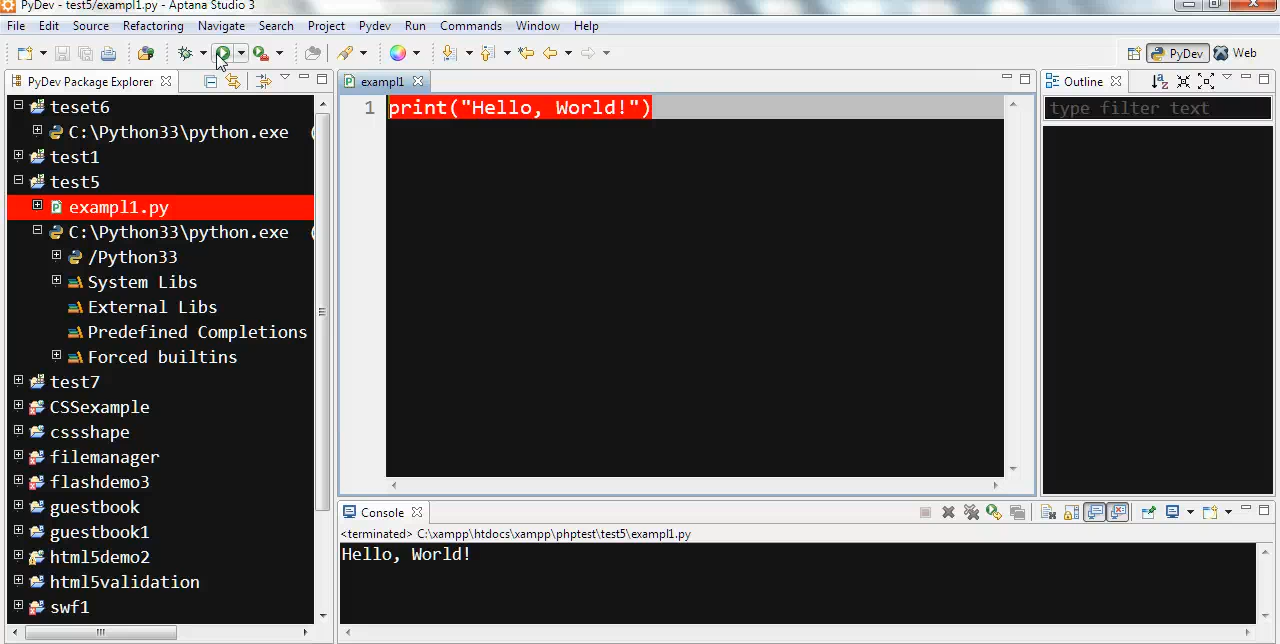 PyDev - test5/exampl1.py - Aptana Studio 3
File Edit Source Refactoring Navigate Search Project Pydev Run Commands Window Help
PyDev Web
PyDev Package Explorer
teset6
C:\Python33\python.exe (
test1
test5
exampl1.py
C:\Python33\python.exe (
/Python33
System Libs
External Libs
Predefined Completions
Forced builtins
test7
CSSexample
cssshape
filemanager
flashdemo3
guestbook
guestbook1
html5demo2
html5validation
swf1
exampl1
1 print("Hello, World!")
Outline
type filter text
Console
<terminated> C:\xampp\htdocs\xampp\phptest\test5\exampl1.py
Hello, World!